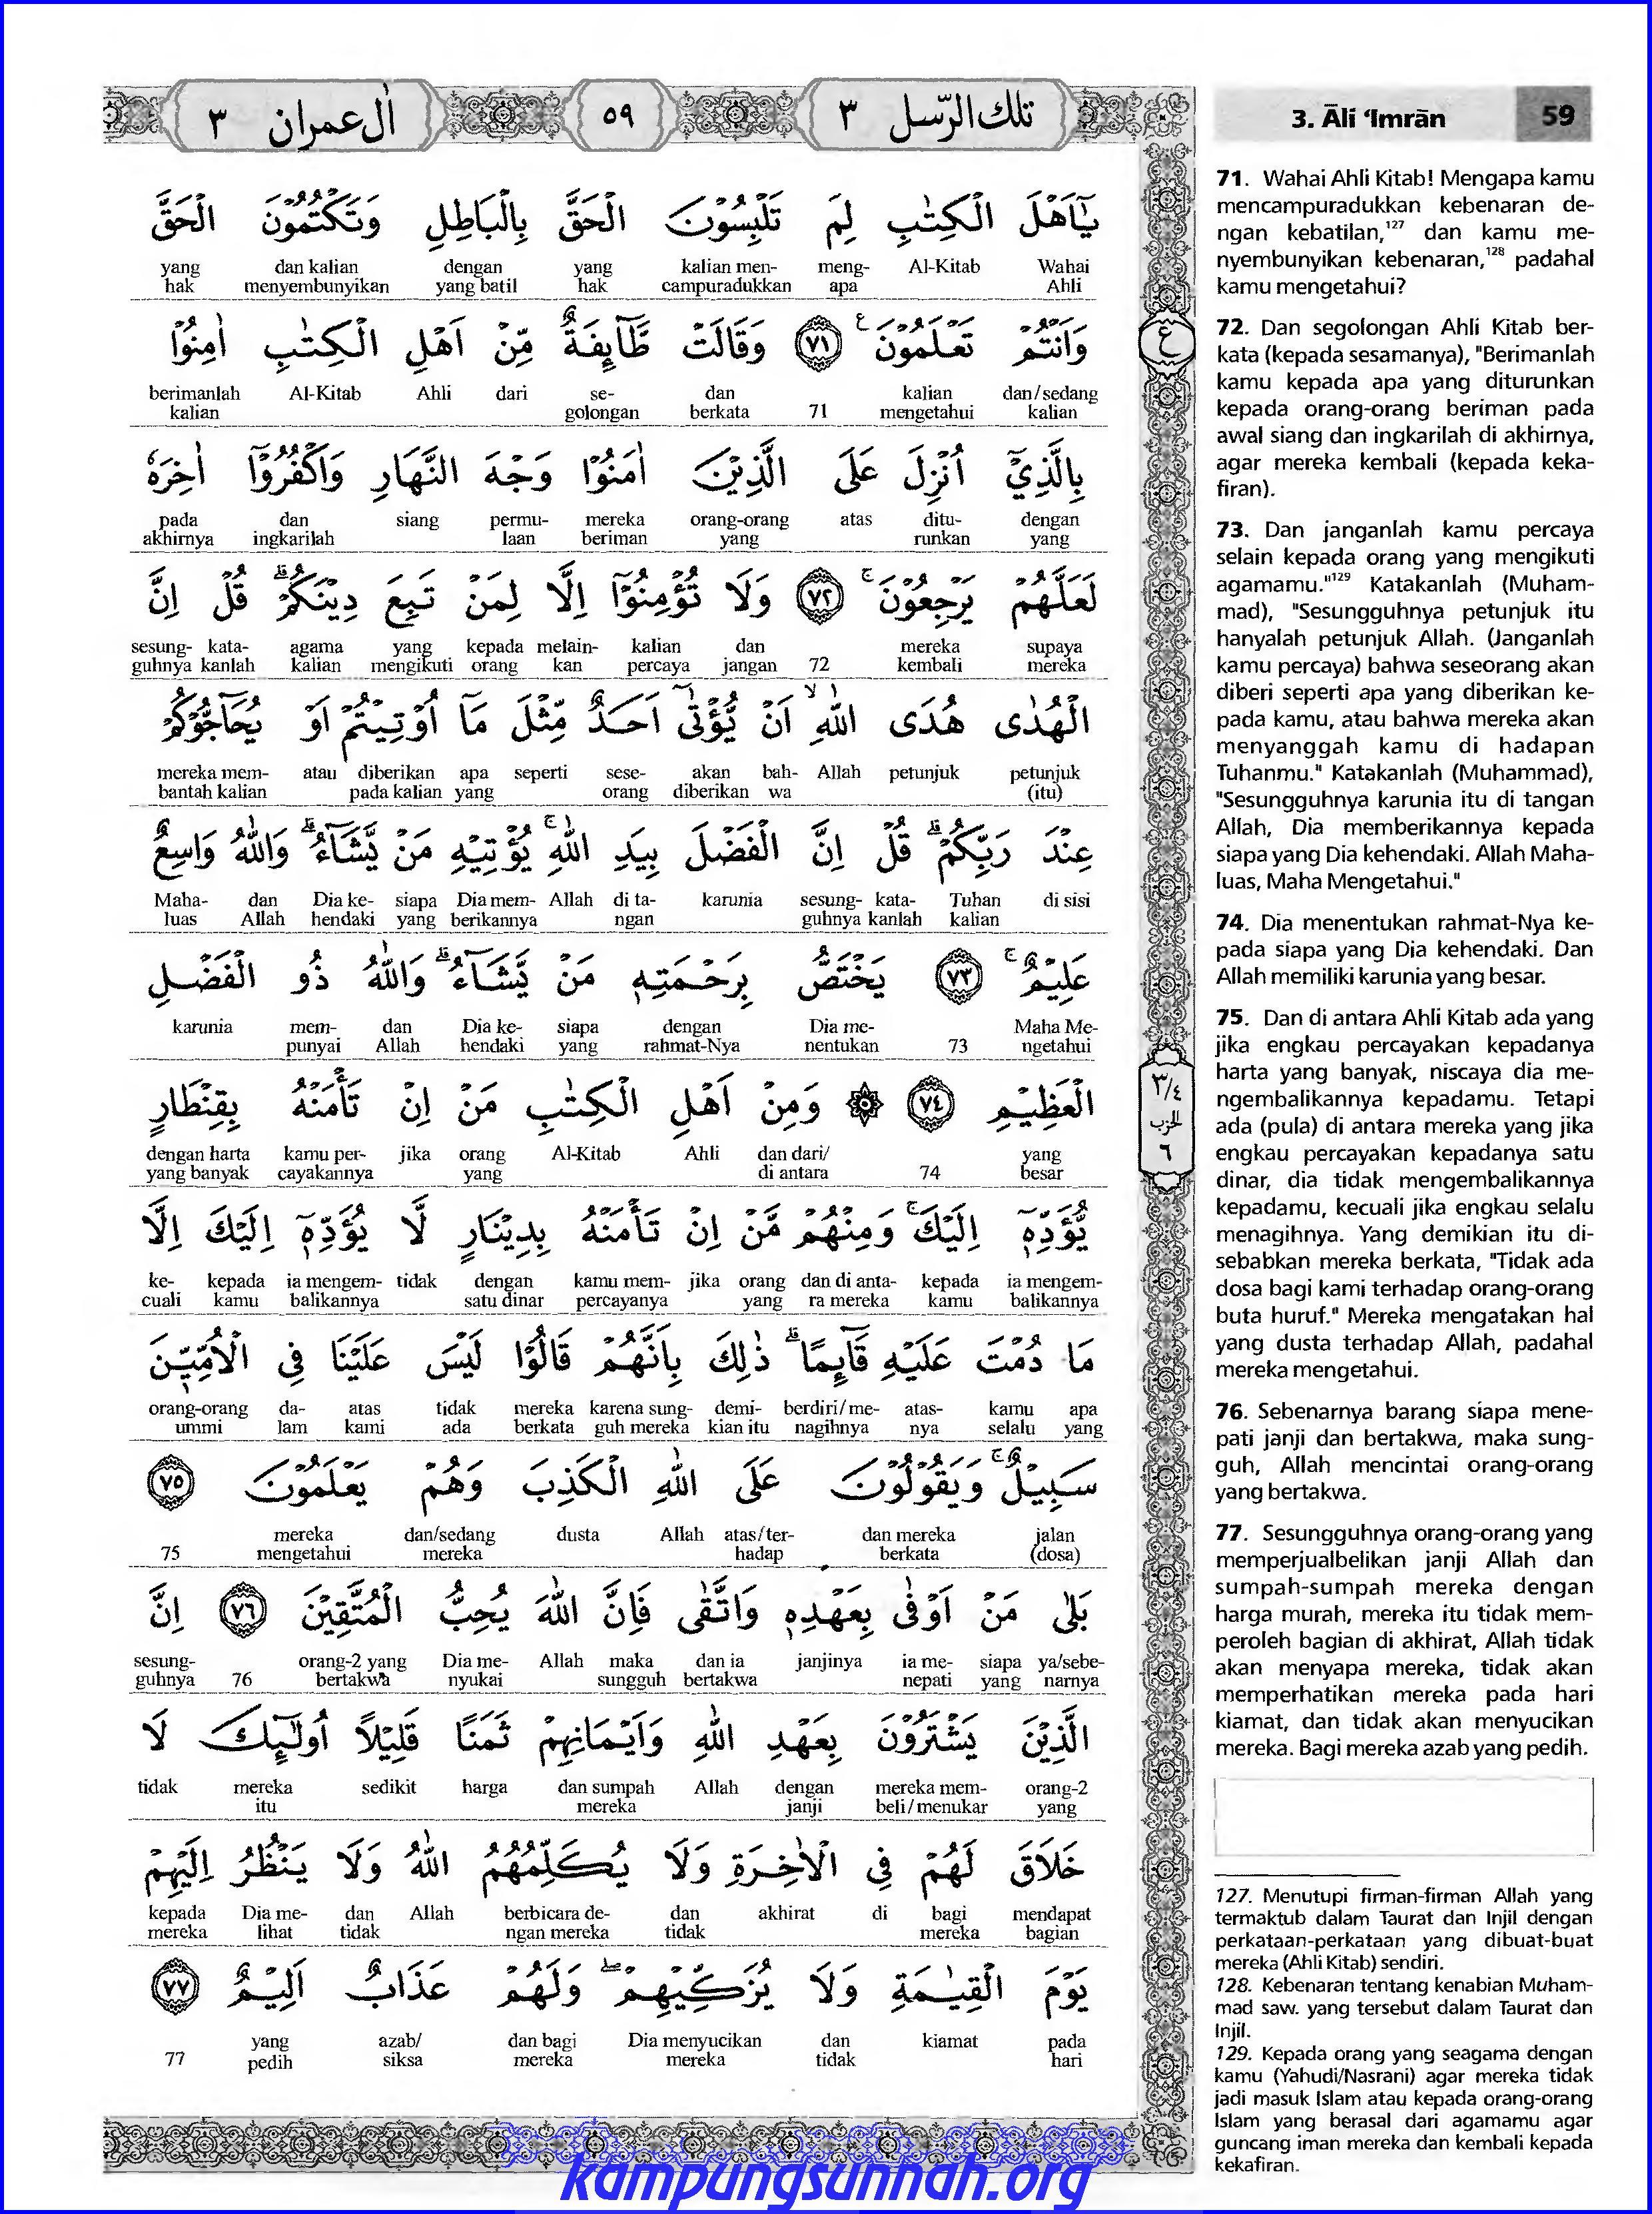 اٰل عمران ٣
٥٩
تلك الرّسل ٣
يٰٓاَهْلَ الْكِتٰبِ لِمَ تَلْبِسُوْنَ الْحَقَّ بِالْبَاطِلِ وَتَكْتُمُوْنَ الْحَقَّ
yang dan kalian dengan yang kalian men- meng- Al-Kitab Wahai
hak menyembunyikan yang batil hak campuradukkan apa Ahli
وَاَنْتُمْ تَعْلَمُوْنَ ۚ ﴿٧١﴾ وَقَالَتْ طَّاۤىِٕفَةٌ مِّنْ اَهْلِ الْكِتٰبِ اٰمِنُوْا
berimanlah Al-Kitab Ahli dari se- dan kalian dan/sedang
kalian golongan berkata 71 mengetahui kalian
بِالَّذِيْٓ اُنْزِلَ عَلَى الَّذِيْنَ اٰمَنُوْا وَجْهَ النَّهَارِ وَاكْفُرُوْٓا اٰخِرَهٗ
pada dan siang permu- mereka orang-orang atas ditu- dengan
akhirnya ingkarilah laan beriman yang runkan yang
لَعَلَّهُمْ يَرْجِعُوْنَ ۚ ﴿٧٢﴾ وَلَا تُؤْمِنُوْٓا اِلَّا لِمَنْ تَبِعَ دِيْنَكُمْ ۗ قُلْ اِنَّ
sesung- kata- agama yang kepada melain- kalian dan mereka supaya
guhnya kanlah kalian mengikuti orang kan percaya jangan 72 kembali mereka
الْهُدٰى هُدَى اللّٰهِ ۙ اَنْ يُّؤْتٰىٓ اَحَدٌ مِّثْلَ مَآ اُوْتِيْتُمْ اَوْ يُحَاۤجُّوْكُمْ
mereka mem- atau diberikan apa seperti sese- akan bah- Allah petunjuk petunjuk
bantah kalian pada kalian yang orang diberikan wa (itu)
عِنْدَ رَبِّكُمْ ۗ قُلْ اِنَّ الْفَضْلَ بِيَدِ اللّٰهِ ۚ يُؤْتِيْهِ مَنْ يَّشَاۤءُ ۗ وَاللّٰهُ وَاسِعٌ
Maha- dan Dia ke- siapa Dia mem- Allah di ta- karunia sesung- kata- Tuhan di sisi
luas Allah hendaki yang berikannya ngan guhnya kanlah kalian
عَلِيْمٌ ۚ ﴿٧٣﴾ يَخْتَصُّ بِرَحْمَتِهٖ مَنْ يَّشَاۤءُ ۗ وَاللّٰهُ ذُو الْفَضْلِ
karunia mem- dan Dia ke- siapa dengan Dia me- Maha Me-
punyai Allah hendaki yang rahmat-Nya nentukan 73 ngetahui
الْعَظِيْمِ ﴿٧٤﴾ ۞ وَمِنْ اَهْلِ الْكِتٰبِ مَنْ اِنْ تَأْمَنْهُ بِقِنْطَارٍ
dengan harta kamu per- jika orang Al-Kitab Ahli dan dari/ yang
yang banyak cayakannya yang di antara 74 besar
يُّؤَدِّهٖٓ اِلَيْكَ ۚ وَمِنْهُمْ مَّنْ اِنْ تَأْمَنْهُ بِدِيْنَارٍ لَّا يُؤَدِّهٖٓ اِلَيْكَ اِلَّا
ke- kepada ia mengem- tidak dengan kamu mem- jika orang dan di anta- kepada ia mengem-
cuali kamu balikannya satu dinar percayanya yang ra mereka kamu balikannya
مَا دُمْتَ عَلَيْهِ قَاۤىِٕمًا ۗ ذٰلِكَ بِاَنَّهُمْ قَالُوْا لَيْسَ عَلَيْنَا فِى الْاُمِّيّٖنَ
orang-orang da- atas tidak mereka karena sung- demi- berdiri/me- atas- kamu apa
ummi lam kami ada berkata guh mereka kian itu nagihnya nya selalu yang
سَبِيْلٌ ۚ وَيَقُوْلُوْنَ عَلَى اللّٰهِ الْكَذِبَ وَهُمْ يَعْلَمُوْنَ ﴿٧٥﴾
mereka dan/sedang dusta Allah atas/ter- dan mereka jalan
75 mengetahui mereka hadap berkata (dosa)
بَلٰى مَنْ اَوْفٰى بِعَهْدِهٖ وَاتَّقٰى فَاِنَّ اللّٰهَ يُحِبُّ الْمُتَّقِيْنَ ﴿٧٦﴾ اِنَّ
sesung- orang-2 yang Dia me- Allah maka dan ia janjinya ia me- siapa ya/sebe-
guhnya 76 bertakwa nyukai sungguh bertakwa nepati yang narnya
الَّذِيْنَ يَشْتَرُوْنَ بِعَهْدِ اللّٰهِ وَاَيْمَانِهِمْ ثَمَنًا قَلِيْلًا اُولٰۤىِٕكَ لَا
tidak mereka sedikit harga dan sumpah Allah dengan mereka mem- orang-2
itu mereka janji beli/menukar yang
خَلَاقَ لَهُمْ فِى الْاٰخِرَةِ وَلَا يُكَلِّمُهُمُ اللّٰهُ وَلَا يَنْظُرُ اِلَيْهِمْ
kepada Dia me- dan Allah berbicara de- dan akhirat di bagi mendapat
mereka lihat tidak ngan mereka tidak mereka bagian
يَوْمَ الْقِيٰمَةِ وَلَا يُزَكِّيْهِمْ ۖ وَلَهُمْ عَذَابٌ اَلِيْمٌ ﴿٧٧﴾
yang azab/ dan bagi Dia menyucikan dan kiamat pada
77 pedih siksa mereka mereka tidak hari
ع
٣/٤
الحزب
٦
3. Āli ‘Imrān 59
71. Wahai Ahli Kitab! Mengapa kamu
mencampuradukkan kebenaran de-
ngan kebatilan,127 dan kamu me-
nyembunyikan kebenaran,128 padahal
kamu mengetahui?
72. Dan segolongan Ahli Kitab ber-
kata (kepada sesamanya), "Berimanlah
kamu kepada apa yang diturunkan
kepada orang-orang beriman pada
awal siang dan ingkarilah di akhirnya,
agar mereka kembali (kepada keka-
firan).
73. Dan janganlah kamu percaya
selain kepada orang yang mengikuti
agamamu."129 Katakanlah (Muham-
mad), "Sesungguhnya petunjuk itu
hanyalah petunjuk Allah. (Janganlah
kamu percaya) bahwa seseorang akan
diberi seperti apa yang diberikan ke-
pada kamu, atau bahwa mereka akan
menyanggah kamu di hadapan
Tuhanmu." Katakanlah (Muhammad),
"Sesungguhnya karunia itu di tangan
Allah, Dia memberikannya kepada
siapa yang Dia kehendaki. Allah Maha-
luas, Maha Mengetahui."
74. Dia menentukan rahmat-Nya ke-
pada siapa yang Dia kehendaki. Dan
Allah memiliki karunia yang besar.
75. Dan di antara Ahli Kitab ada yang
jika engkau percayakan kepadanya
harta yang banyak, niscaya dia me-
ngembalikannya kepadamu. Tetapi
ada (pula) di antara mereka yang jika
engkau percayakan kepadanya satu
dinar, dia tidak mengembalikannya
kepadamu, kecuali jika engkau selalu
menagihnya. Yang demikian itu di-
sebabkan mereka berkata, "Tidak ada
dosa bagi kami terhadap orang-orang
buta huruf." Mereka mengatakan hal
yang dusta terhadap Allah, padahal
mereka mengetahui.
76. Sebenarnya barang siapa mene-
pati janji dan bertakwa, maka sung-
guh, Allah mencintai orang-orang
yang bertakwa.
77. Sesungguhnya orang-orang yang
memperjualbelikan janji Allah dan
sumpah-sumpah mereka dengan
harga murah, mereka itu tidak mem-
peroleh bagian di akhirat, Allah tidak
akan menyapa mereka, tidak akan
memperhatikan mereka pada hari
kiamat, dan tidak akan menyucikan
mereka. Bagi mereka azab yang pedih.
127. Menutupi firman-firman Allah yang
termaktub dalam Taurat dan Injil dengan
perkataan-perkataan yang dibuat-buat
mereka (Ahli Kitab) sendiri.
128. Kebenaran tentang kenabian Muham-
mad saw. yang tersebut dalam Taurat dan
Injil.
129. Kepada orang yang seagama dengan
kamu (Yahudi/Nasrani) agar mereka tidak
jadi masuk Islam atau kepada orang-orang
Islam yang berasal dari agamamu agar
guncang iman mereka dan kembali kepada
kekafiran.
kampungsunnah.org